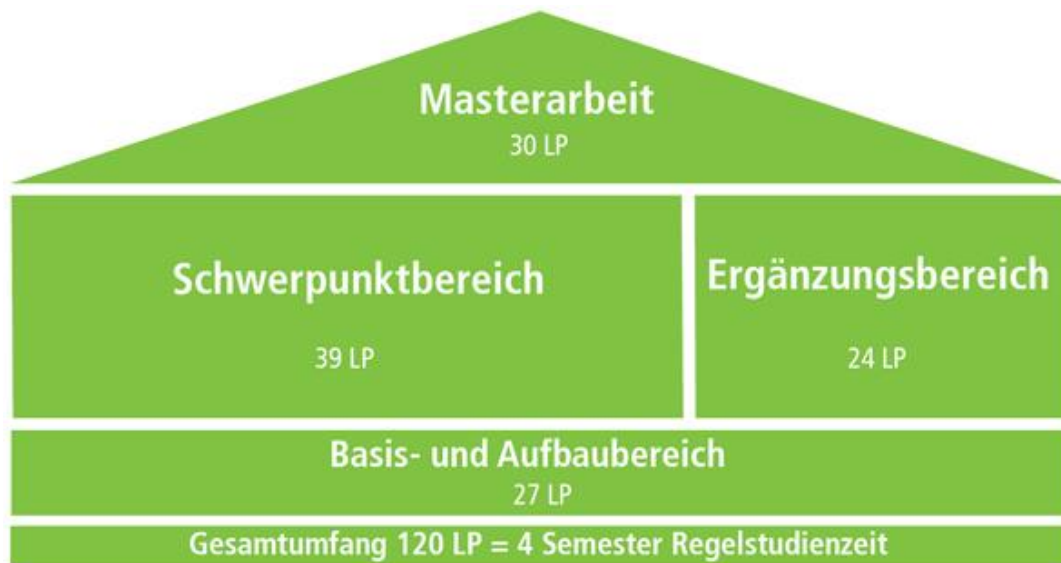 Masterarbeit
30 LP
Schwerpunktbereich
39 LP
Ergänzungsbereich
24 LP
Basis- und Aufbaubereich
27 LP
Gesamtumfang 120 LP = 4 Semester Regelstudienzeit